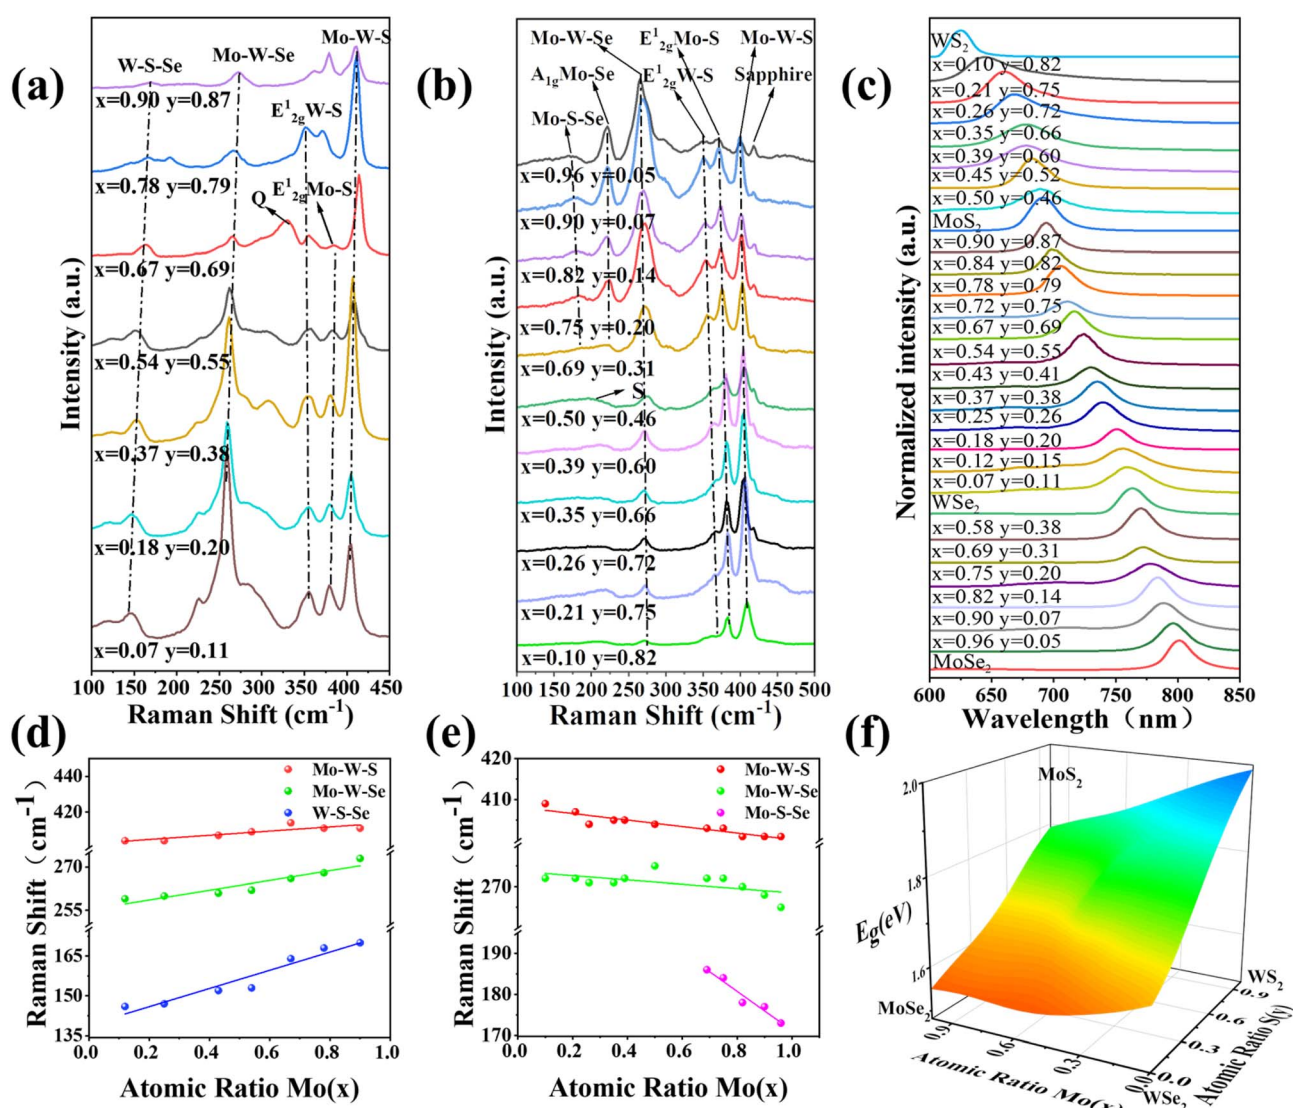 (a)
W-S-Se
Mo-W-Se
Mo-W-S
x=0.90 y=0.87
E¹₂gW-S
x=0.78 y=0.79
Q
E¹₂gMo-S
x=0.67 y=0.69
x=0.54 y=0.55
x=0.37 y=0.38
x=0.18 y=0.20
x=0.07 y=0.11
Intensity (a.u.)
100 150 200 250 300 350 400 450
Raman Shift (cm⁻¹)
(b)
Mo-W-Se
E¹₂gMo-S
Mo-W-S
A₁gMo-Se
E¹₂gW-S
Sapphire
Mo-S-Se
x=0.96 y=0.05
x=0.90 y=0.07
x=0.82 y=0.14
x=0.75 y=0.20
x=0.69 y=0.31
S
x=0.50 y=0.46
x=0.39 y=0.60
x=0.35 y=0.66
x=0.26 y=0.72
x=0.21 y=0.75
x=0.10 y=0.82
Intensity (a.u.)
100 150 200 250 300 350 400 450 500
Raman Shift (cm⁻¹)
(c)
WS₂
x=0.10 y=0.82
x=0.21 y=0.75
x=0.26 y=0.72
x=0.35 y=0.66
x=0.39 y=0.60
x=0.45 y=0.52
x=0.50 y=0.46
MoS₂
x=0.90 y=0.87
x=0.84 y=0.82
x=0.78 y=0.79
x=0.72 y=0.75
x=0.67 y=0.69
x=0.54 y=0.55
x=0.43 y=0.41
x=0.37 y=0.38
x=0.25 y=0.26
x=0.18 y=0.20
x=0.12 y=0.15
x=0.07 y=0.11
WSe₂
x=0.58 y=0.38
x=0.69 y=0.31
x=0.75 y=0.20
x=0.82 y=0.14
x=0.90 y=0.07
x=0.96 y=0.05
MoSe₂
Normalized intensity (a.u.)
600 650 700 750 800 850
Wavelength（nm）
(d)
Mo-W-S
Mo-W-Se
W-S-Se
440
420
270
255
165
150
135
Raman Shift（cm⁻¹）
0.0 0.2 0.4 0.6 0.8 1.0
Atomic Ratio Mo(x)
(e)
Mo-W-S
Mo-W-Se
Mo-S-Se
420
410
270
190
180
170
Raman Shift（cm⁻¹）
0.0 0.2 0.4 0.6 0.8 1.0
Atomic Ratio Mo(x)
(f)
MoS₂
2.0
1.8
1.6
Eg(eV)
MoSe₂
WS₂
WSe₂
0.9
0.6
0.3
0.0
Atomic Ratio Mo(x)
0.9
0.6
0.3
0.0
Atomic Ratio S(y)